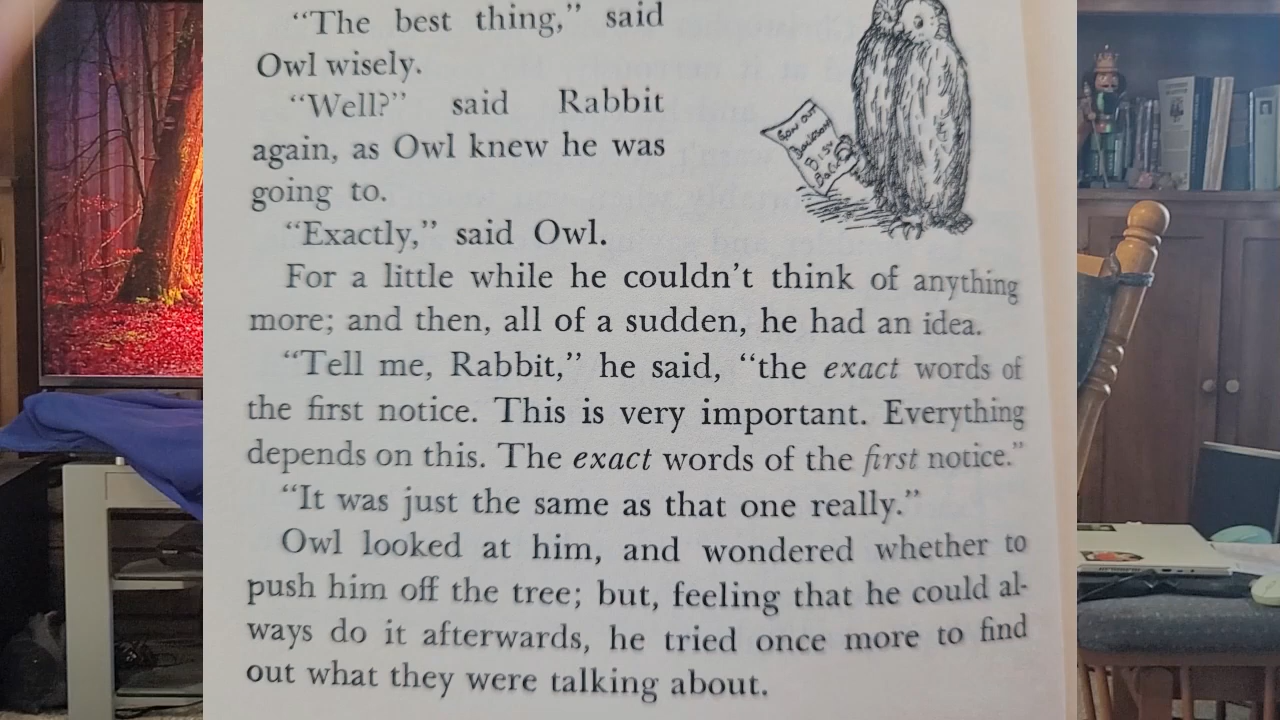 “The best thing,” said
Owl wisely.
“Well?” said Rabbit
again, as Owl knew he was
going to.
“Exactly,” said Owl.
For a little while he couldn’t think of anything
more; and then, all of a sudden, he had an idea.
“Tell me, Rabbit,” he said, “the exact words of
the first notice. This is very important. Everything
depends on this. The exact words of the first notice.”
“It was just the same as that one really.”
Owl looked at him, and wondered whether to
push him off the tree; but, feeling that he could al-
ways do it afterwards, he tried once more to find
out what they were talking about.